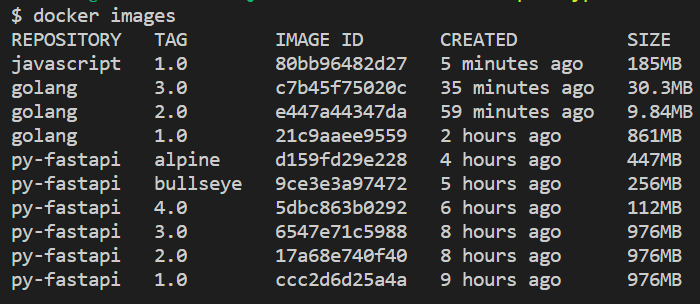 $ docker images
REPOSITORY   TAG        IMAGE ID       CREATED          SIZE
javascript   1.0        80bb96482d27   5 minutes ago    185MB
golang       3.0        c7b45f75020c   35 minutes ago   30.3MB
golang       2.0        e447a44347da   59 minutes ago   9.84MB
golang       1.0        21c9aaee9559   2 hours ago      861MB
py-fastapi   alpine     d159fd29e228   4 hours ago      447MB
py-fastapi   bullseye   9ce3e3a97472   5 hours ago      256MB
py-fastapi   4.0        5dbc863b0292   6 hours ago      112MB
py-fastapi   3.0        6547e71c5988   8 hours ago      976MB
py-fastapi   2.0        17a68e740f40   8 hours ago      976MB
py-fastapi   1.0        ccc2d6d25a4a   9 hours ago      976MB